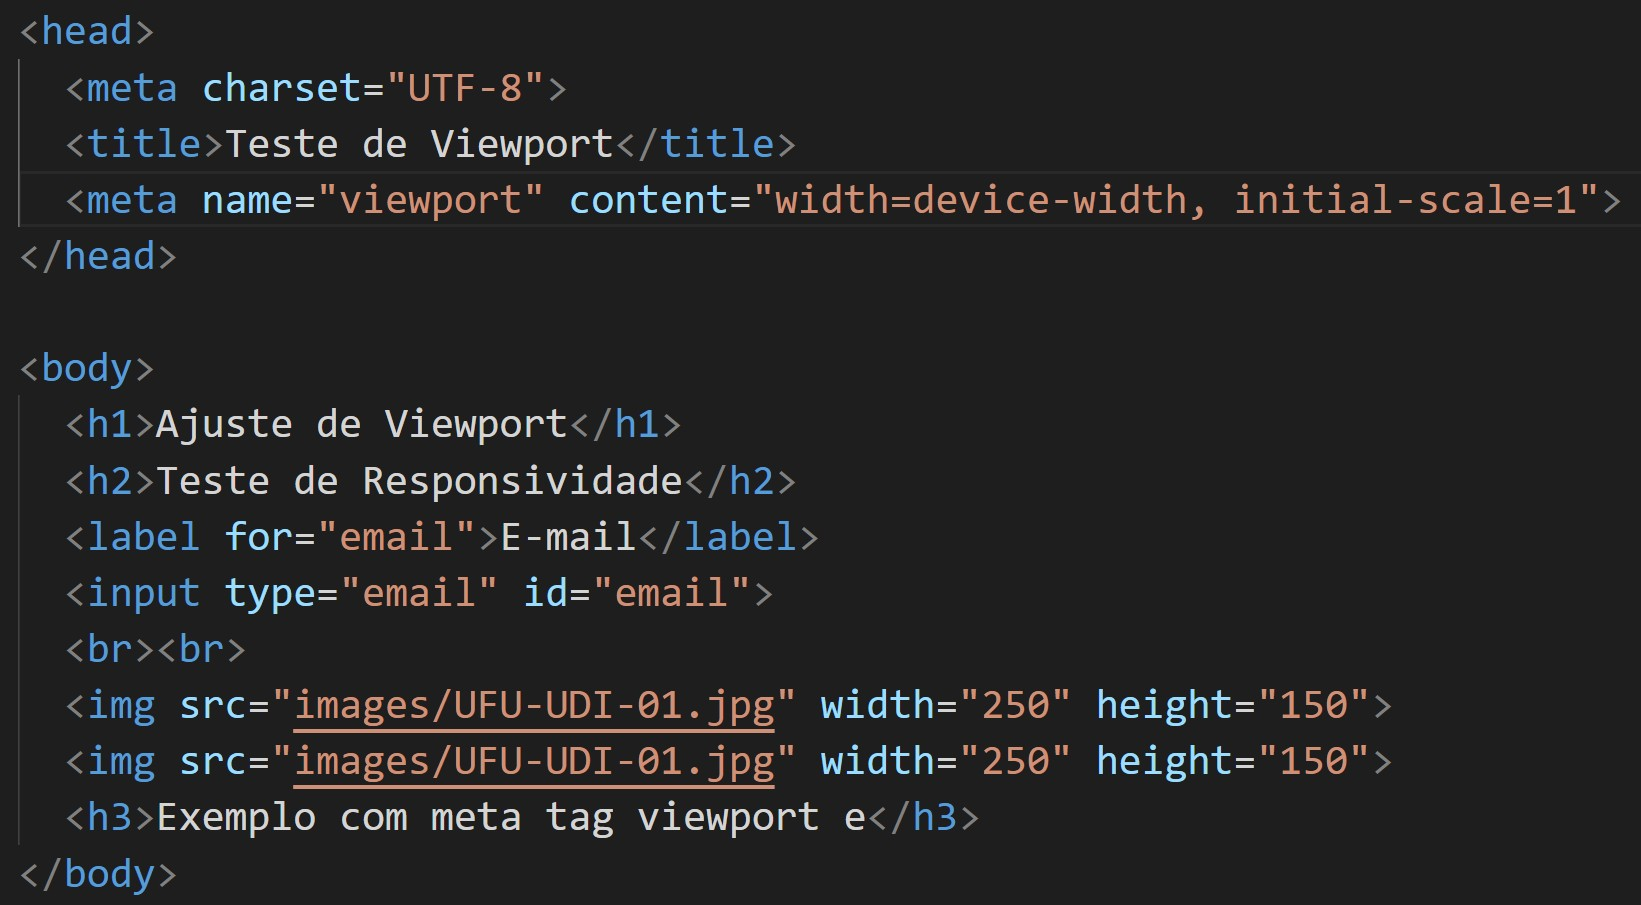 <head>
<meta charset="UTF-8">
<title>Teste de Viewport</title>
<meta name="viewport" content="width=device-width, initial-scale=1">
</head>
<body>
<h1>Ajuste de Viewport</h1>
<h2>Teste de Responsividade</h2>
<label for="email">E-mail</label>
<input type="email" id="email">
<br><br>
<img src="images/UFU-UDI-01.jpg" width="250" height="150">
<img src="images/UFU-UDI-01.jpg" width="250" height="150">
<h3>Exemplo com meta tag viewport e</h3>
</body>